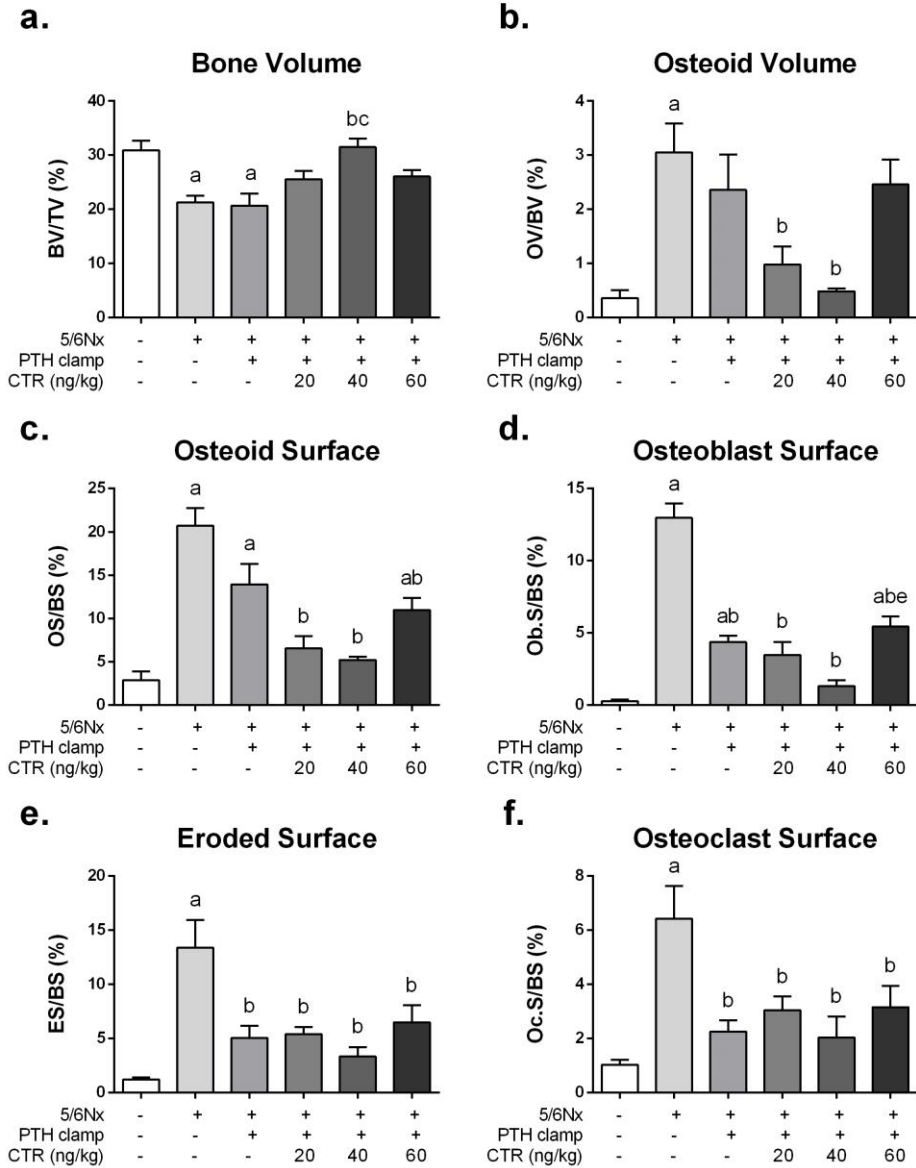 a.
Bone Volume
BV/TV (%)
40
30
20
10
0
a
a
bc
5/6Nx - + + + + +
PTH clamp - - + + + +
CTR (ng/kg) - - - 20 40 60
b.
Osteoid Volume
OV/BV (%)
4
3
2
1
0
a
b
b
5/6Nx - + + + + +
PTH clamp - - + + + +
CTR (ng/kg) - - - 20 40 60
c.
Osteoid Surface
OS/BS (%)
25
20
15
10
5
0
a
a
b
b
ab
5/6Nx - + + + + +
PTH clamp - - + + + +
CTR (ng/kg) - - - 20 40 60
d.
Osteoblast Surface
Ob.S/BS (%)
15
10
5
0
a
ab
b
b
abe
5/6Nx - + + + + +
PTH clamp - - + + + +
CTR (ng/kg) - - - 20 40 60
e.
Eroded Surface
ES/BS (%)
20
15
10
5
0
a
b
b
b
b
5/6Nx - + + + + +
PTH clamp - - + + + +
CTR (ng/kg) - - - 20 40 60
f.
Osteoclast Surface
Oc.S/BS (%)
8
6
4
2
0
a
b
b
b
b
5/6Nx - + + + + +
PTH clamp - - + + + +
CTR (ng/kg) - - - 20 40 60